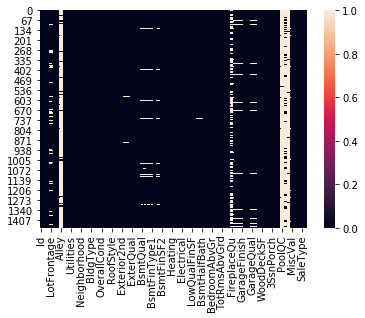 0
67
134
201
268
335
402
469
536
603
670
737
804
871
938
1005
1072
1139
1206
1273
1340
1407
1.0
0.8
0.6
0.4
0.2
0.0
Id
LotFrontage
Alley
Utilities
Neighborhood
BldgType
OverallCond
RoofStyle
Exterior2nd
ExterQual
BsmtQual
BsmtFinType1
BsmtFinSF2
Heating
Electrical
LowQualFinSF
BsmtHalfBath
BedroomAbvGr
TotRmsAbvGrd
FireplaceQu
GarageFinish
GarageQual
WoodDeckSF
3SsnPorch
PoolQC
MiscVal
SaleType